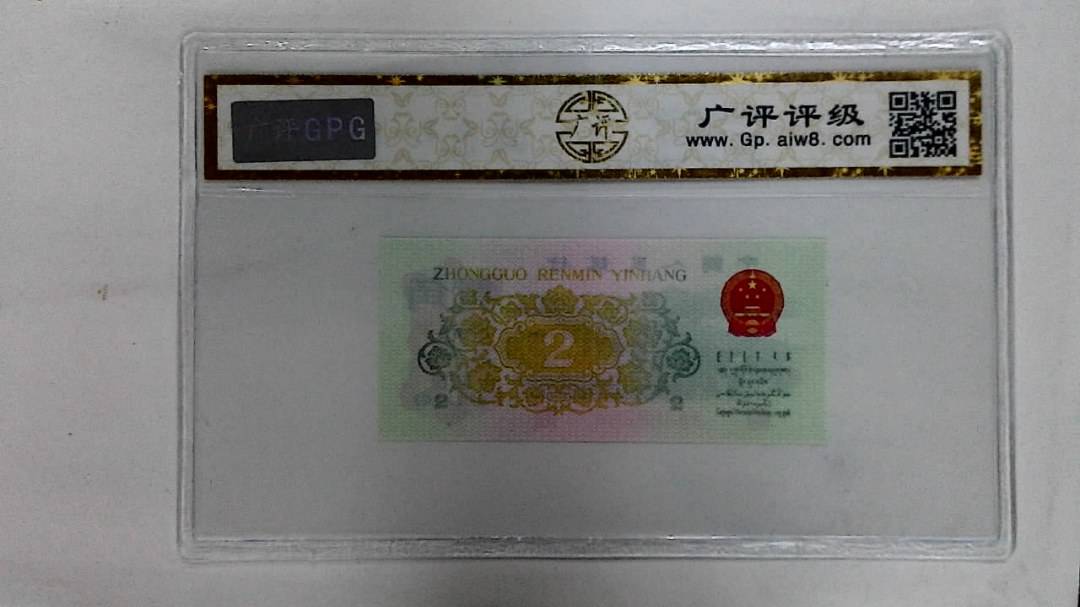 广评GPG
广评
广评评级
www. Gp. aiw8. com
ZHONGGUO RENMIN YINHANG
2
2
2